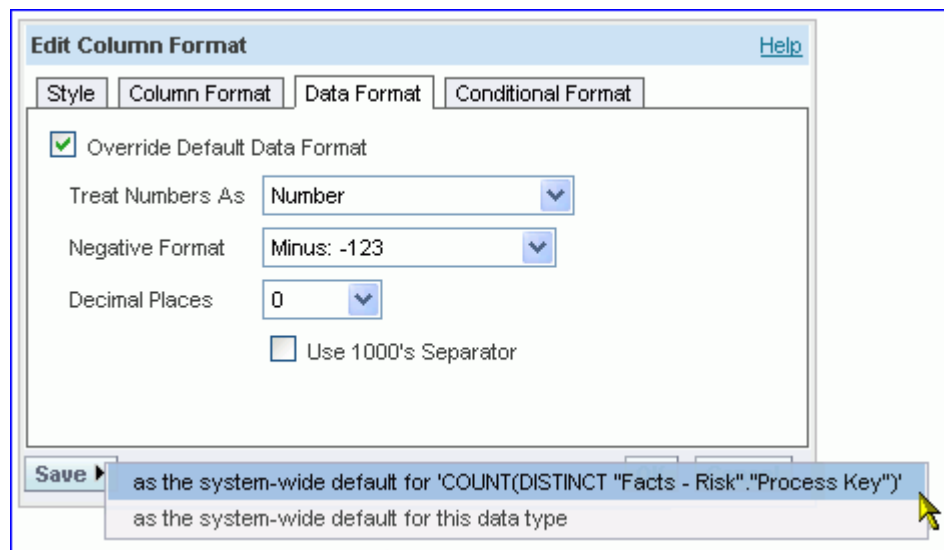 Edit Column Format Help
Style Column Format Data Format Conditional Format
Override Default Data Format
Treat Numbers As Number
Negative Format Minus: -123
Decimal Places 0
Use 1000's Separator
Save
as the system-wide default for 'COUNT(DISTINCT "Facts - Risk"."Process Key")'
as the system-wide default for this data type